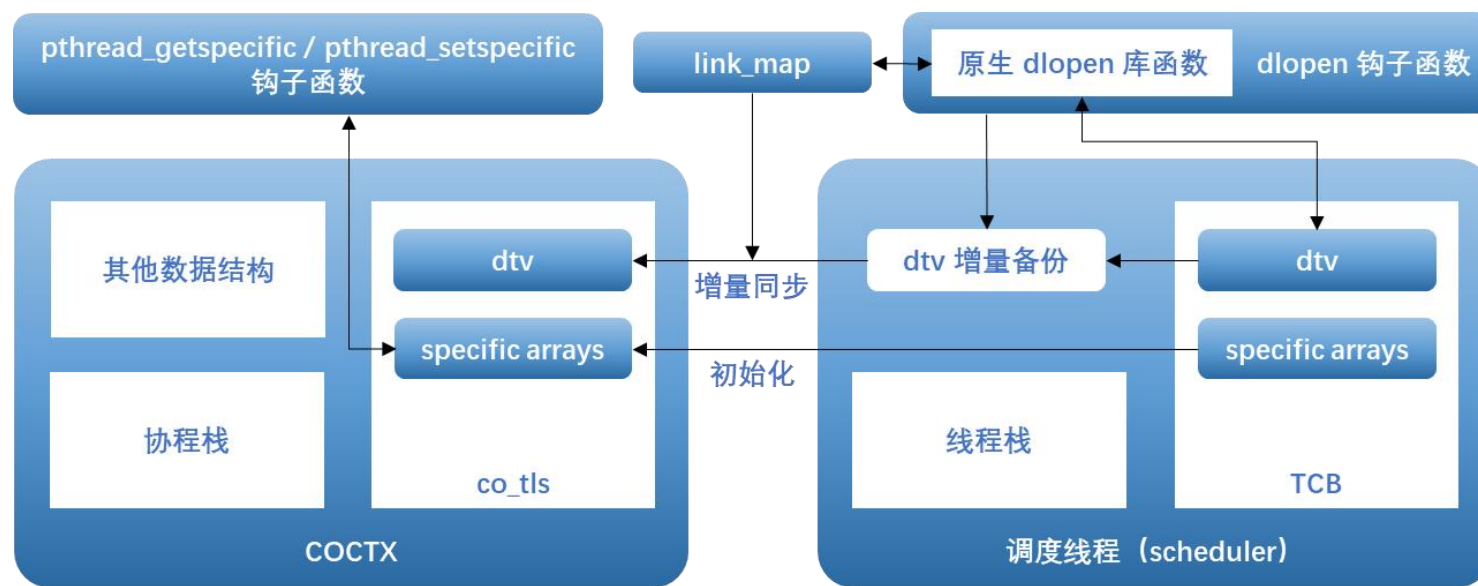 pthread_getspecific / pthread_setspecific
钩子函数
link_map
原生 dlopen 库函数
dlopen 钩子函数
其他数据结构
dtv
增量同步
dtv 增量备份
dtv
specific arrays
初始化
specific arrays
协程栈
co_tls
线程栈
TCB
COCTX
调度线程（scheduler）